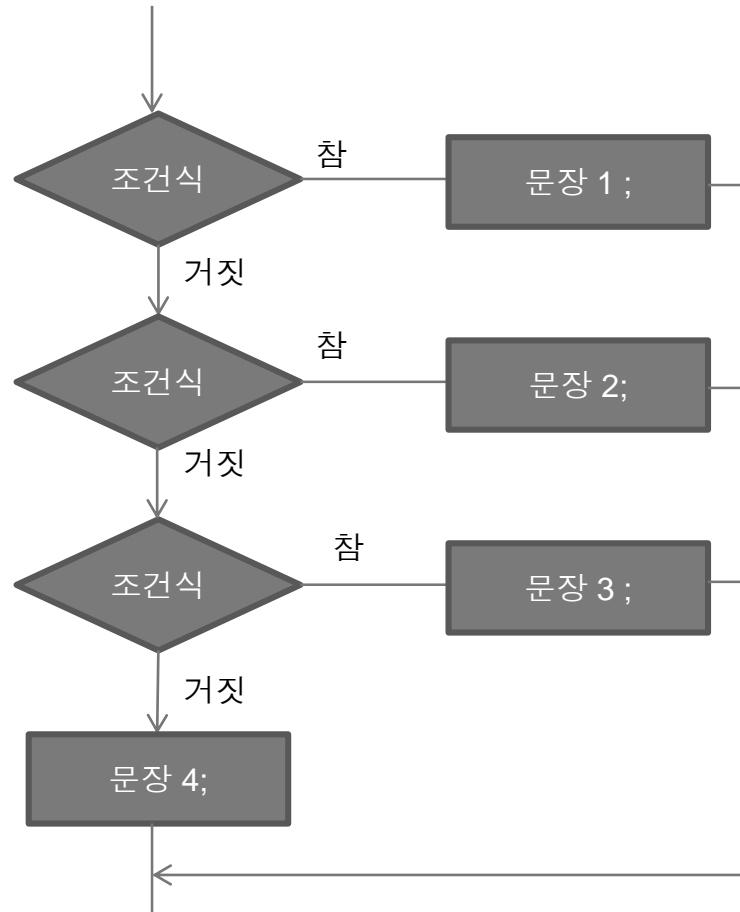 조건식
참
문장 1 ;
거짓
조건식
참
문장 2;
거짓
조건식
참
문장 3 ;
거짓
문장 4;